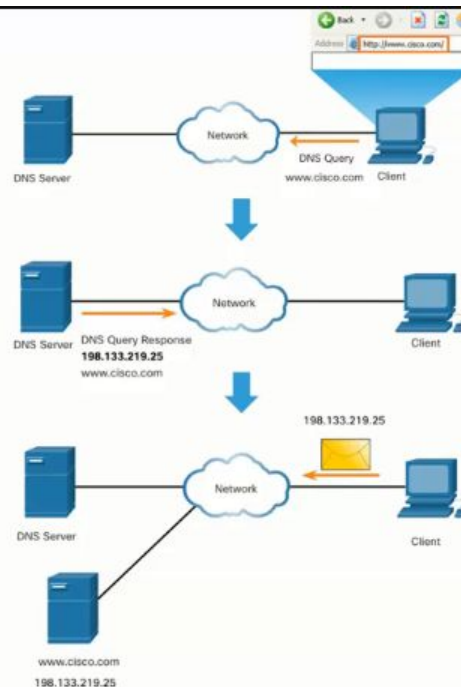 Back
Address http://www.cisco.com/
Network
DNS Server
DNS Query
www.cisco.com
Client
Network
DNS Server
DNS Query Response
198.133.219.25
www.cisco.com
Client
198.133.219.25
Network
DNS Server
Client
www.cisco.com
198.133.219.25